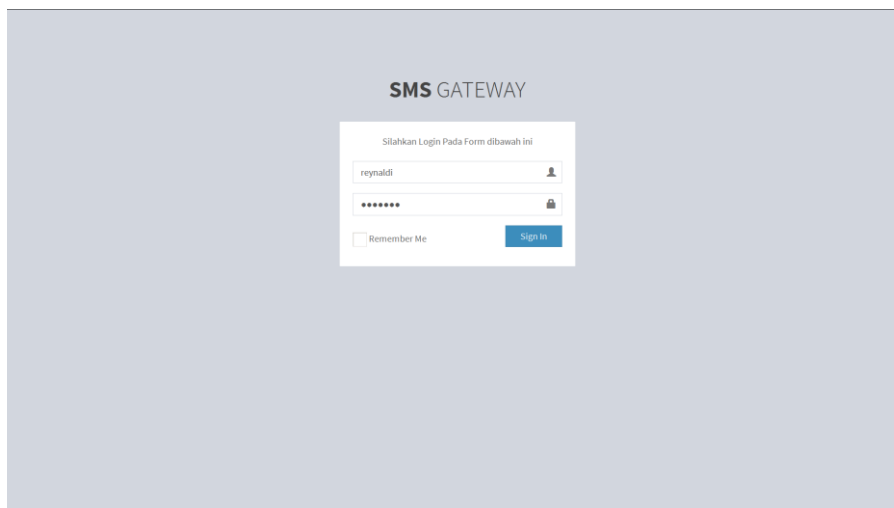 SMS GATEWAY
Silahkan Login Pada Form dibawah ini
reynaldi
•••••••
Remember Me
Sign In